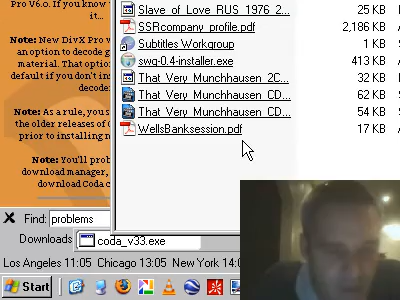 Pro V6.o. If you know
it...
Note: New DivX Pro v
an option to decode g
material. That option
default if you don't ins
decode
Note: As a rule, you s
the older releases of C
prior to installing n
Note: You'll prob
download manager,
download Coda c
Slave of Love RUS 1976 2... 25 KB
SSRcompany_profile.pdf 2,186 KB
Subtitles Workgroup 1 KB
swg-0.4-installer.exe 413 KB
That Very Munchhausen 2C... 32 KB
That Very Munchhausen CD... 62 KB
That Very Munchhausen CD... 54 KB
WellsBanksession.pdf 17 KB
Find: problems
Downloads coda_v33.exe
Los Angeles 11:05 Chicago 13:05 New York 14:0
Start